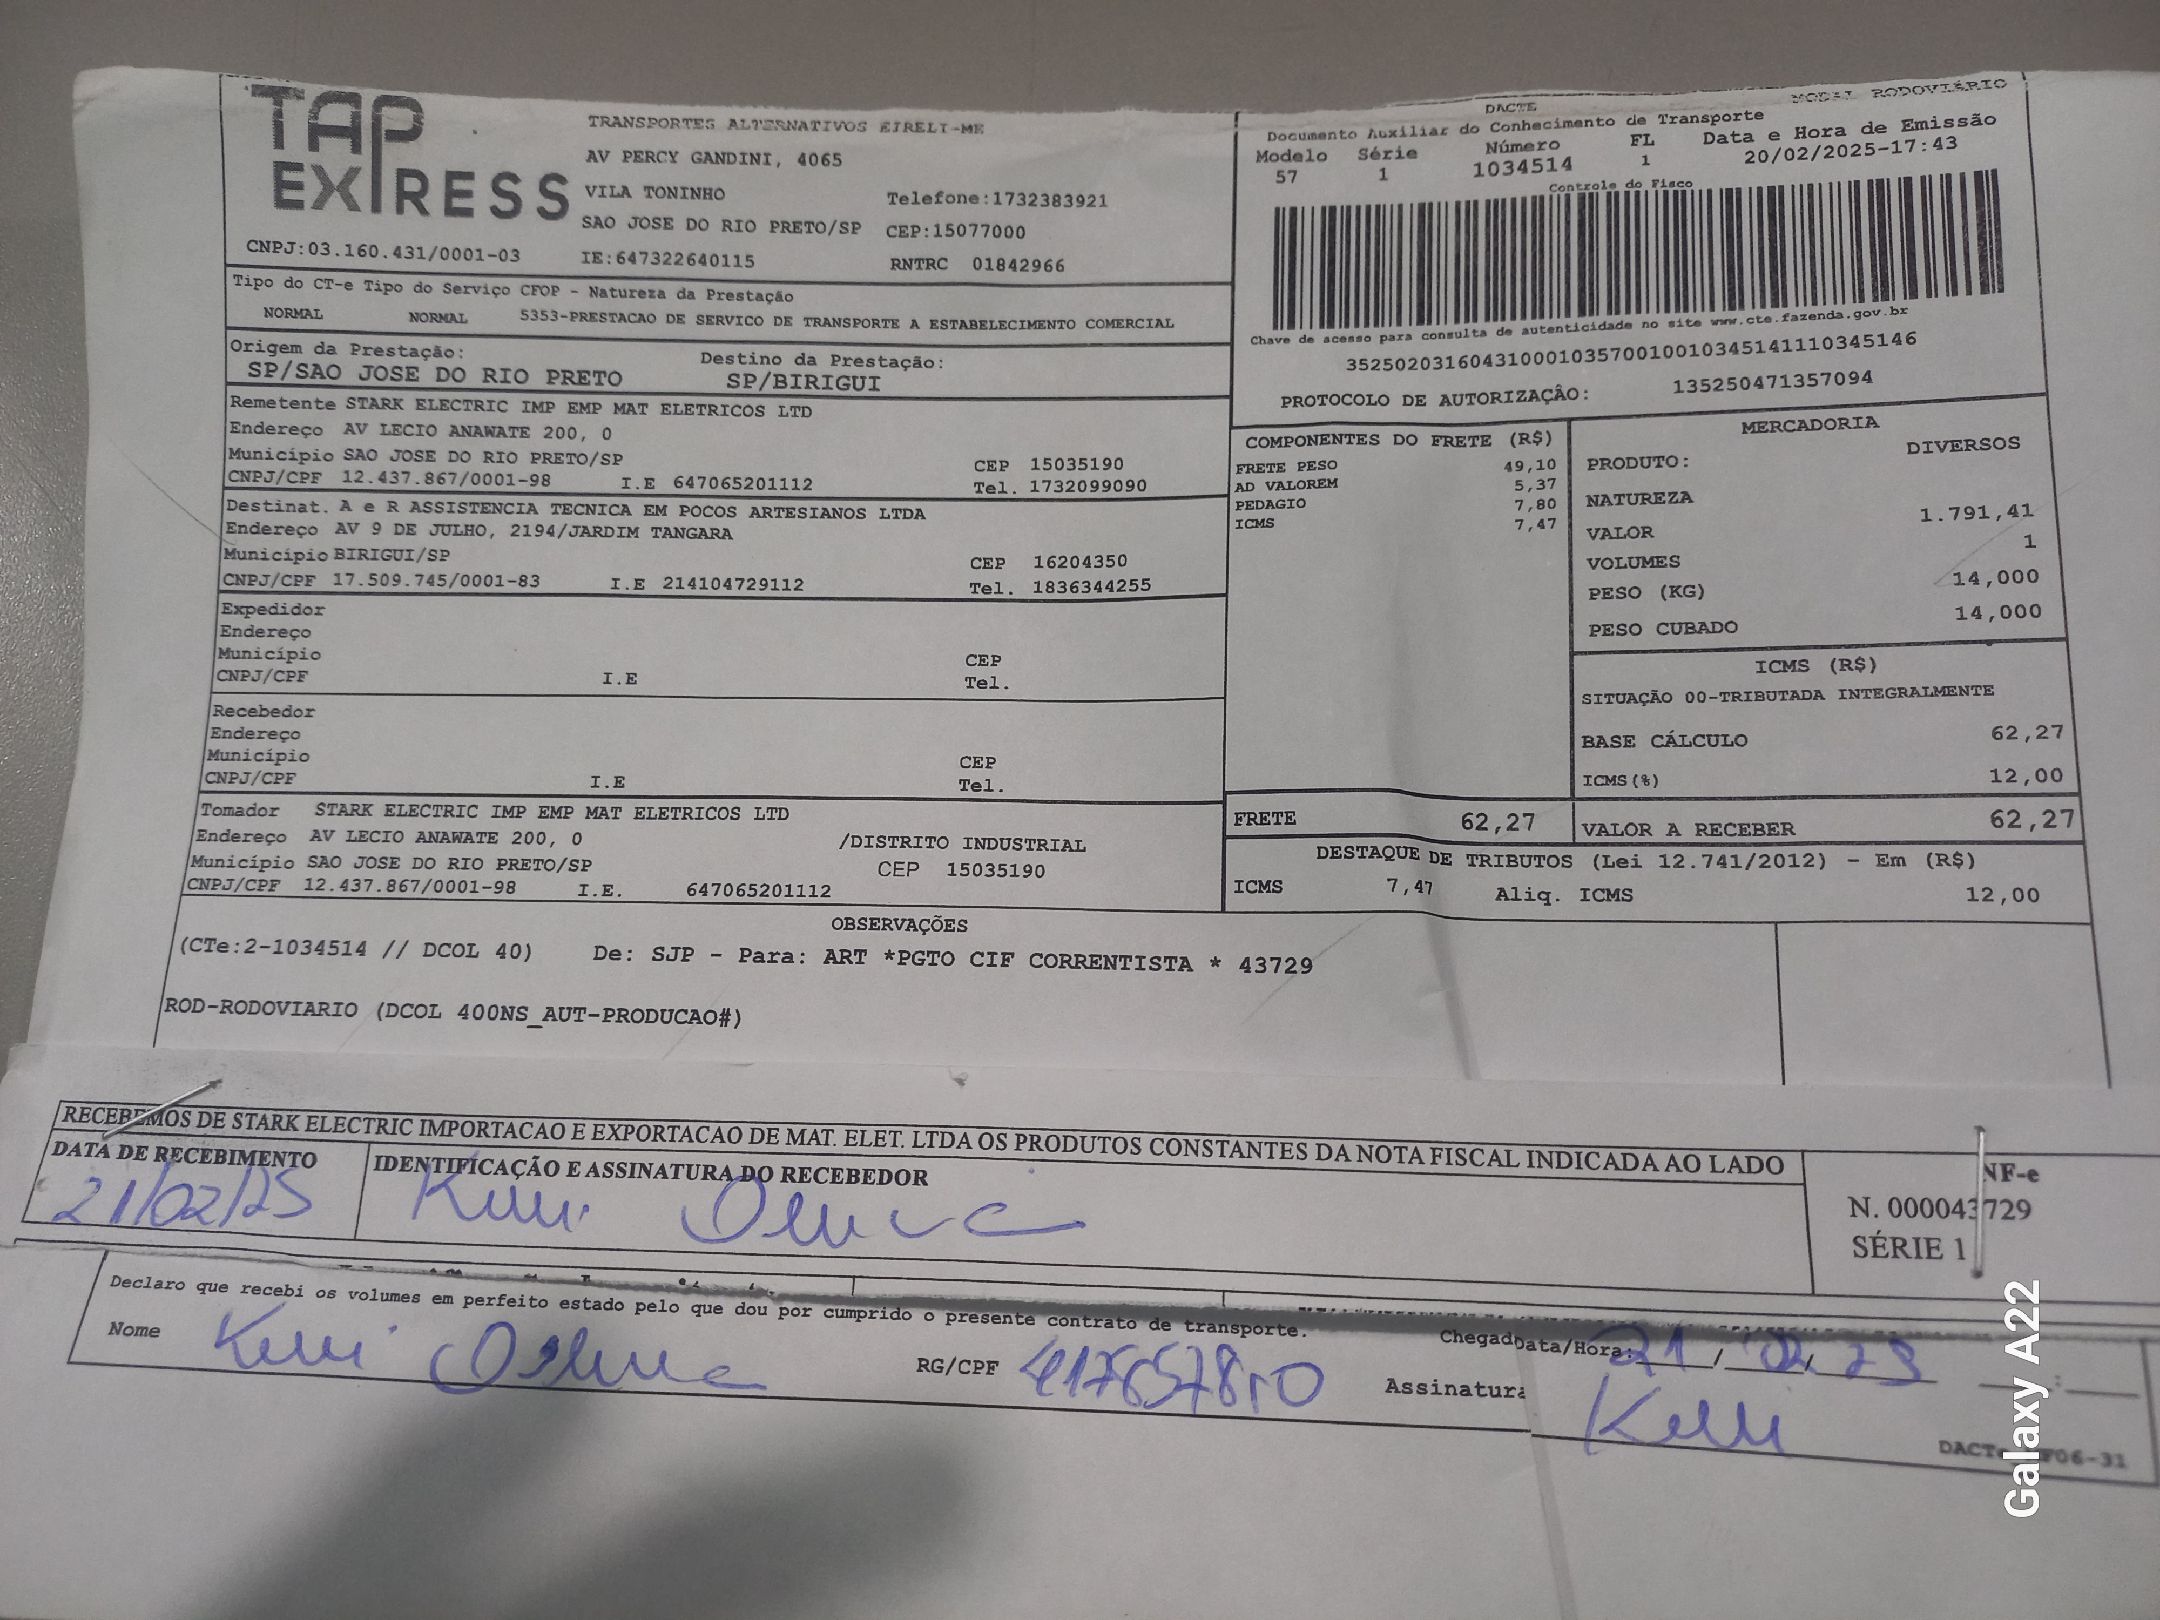 TAP EXPRESS
TRANSPORTES ALTERNATIVOS EIRELI-ME
AV PERCY GANDINI, 4065
VILA TONINHO Telefone:1732383921
SAO JOSE DO RIO PRETO/SP CEP:15077000
CNPJ:03.160.431/0001-03 IE:647322640115 RNTRC 01842966
DACTE MODAL RODOVIÁRIO
Documento Auxiliar do Conhecimento de Transporte
Modelo Série Número FL Data e Hora de Emissão
57 1 1034514 1 20/02/2025-17:43
Controle do Fisco
Chave de acesso para consulta de autenticidade no site www.cte.fazenda.gov.br
35250203160431000103570010010345141110345146
PROTOCOLO DE AUTORIZAÇÂO: 135250471357094
Tipo do CT-e Tipo do Serviço CFOP - Natureza da Prestação
NORMAL NORMAL 5353-PRESTACAO DE SERVICO DE TRANSPORTE A ESTABELECIMENTO COMERCIAL
Origem da Prestação: Destino da Prestação:
SP/SAO JOSE DO RIO PRETO SP/BIRIGUI
Remetente STARK ELECTRIC IMP EMP MAT ELETRICOS LTD
Endereço AV LECIO ANAWATE 200, 0
Município SAO JOSE DO RIO PRETO/SP CEP 15035190
CNPJ/CPF 12.437.867/0001-98 I.E 647065201112 Tel. 1732099090
Destinat. A e R ASSISTENCIA TECNICA EM POCOS ARTESIANOS LTDA
Endereço AV 9 DE JULHO, 2194/JARDIM TANGARA
Município BIRIGUI/SP CEP 16204350
CNPJ/CPF 17.509.745/0001-83 I.E 214104729112 Tel. 1836344255
Expedidor
Endereço
Município CEP
CNPJ/CPF I.E Tel.
Recebedor
Endereço
Município CEP
CNPJ/CPF I.E Tel.
Tomador STARK ELECTRIC IMP EMP MAT ELETRICOS LTD
Endereço AV LECIO ANAWATE 200, 0 /DISTRITO INDUSTRIAL
Município SAO JOSE DO RIO PRETO/SP CEP 15035190
CNPJ/CPF 12.437.867/0001-98 I.E. 647065201112
COMPONENTES DO FRETE (R$)
FRETE PESO 49,10
AD VALOREM 5,37
PEDAGIO 7,80
ICMS 7,47
FRETE 62,27
MERCADORIA
PRODUTO: DIVERSOS
NATUREZA
VALOR 1.791,41
VOLUMES 1
PESO (KG) 14,000
PESO CUBADO 14,000
ICMS (R$)
SITUAÇÃO 00-TRIBUTADA INTEGRALMENTE
BASE CÁLCULO 62,27
ICMS(%) 12,00
VALOR A RECEBER 62,27
DESTAQUE DE TRIBUTOS (Lei 12.741/2012) - Em (R$)
ICMS 7,47 Aliq. ICMS 12,00
OBSERVAÇÕES
(CTe:2-1034514 // DCOL 40) De: SJP - Para: ART *PGTO CIF CORRENTISTA * 43729
ROD-RODOVIARIO (DCOL 400NS_AUT-PRODUCAO#)
RECEBEMOS DE STARK ELECTRIC IMPORTACAO E EXPORTACAO DE MAT. ELET. LTDA OS PRODUTOS CONSTANTES DA NOTA FISCAL INDICADA AO LADO
DATA DE RECEBIMENTO IDENTIFICAÇÃO E ASSINATURA DO RECEBEDOR
21/02/25
NF-e
N. 000043729
SÉRIE 1
Declaro que recebi os volumes em perfeito estado pelo que dou por cumprido o presente contrato de transporte.
Nome RG/CPF Assinatura
Data/Hora: 21/02/25 :
Galaxy A22